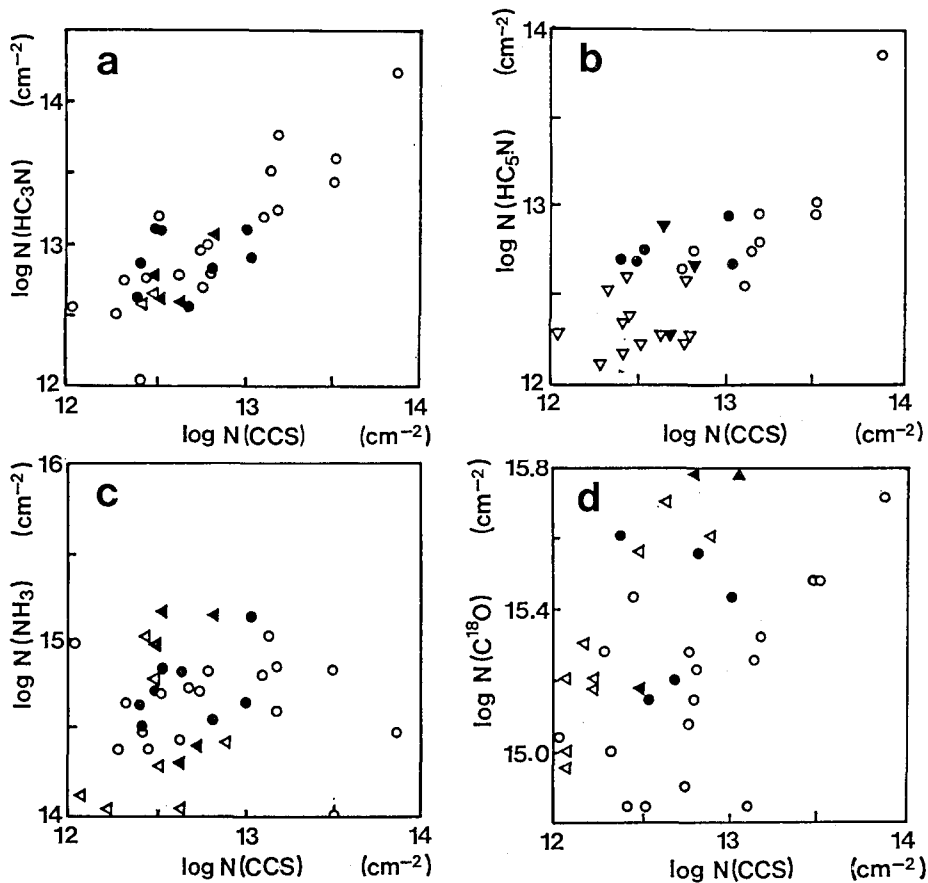 a
(cm⁻²)
log N(HC₃N)
14
13
12
12 13 14
log N(CCS) (cm⁻²)
b
(cm⁻²)
log N(HC₅N)
14
13
12
12 13 14
log N(CCS) (cm⁻²)
c
(cm⁻²)
log N(NH₃)
16
15
14
12 13 14
log N(CCS) (cm⁻²)
d
(cm⁻²)
log N(C¹⁸O)
15.8
15.4
15.0
12 13 14
log N(CCS) (cm⁻²)